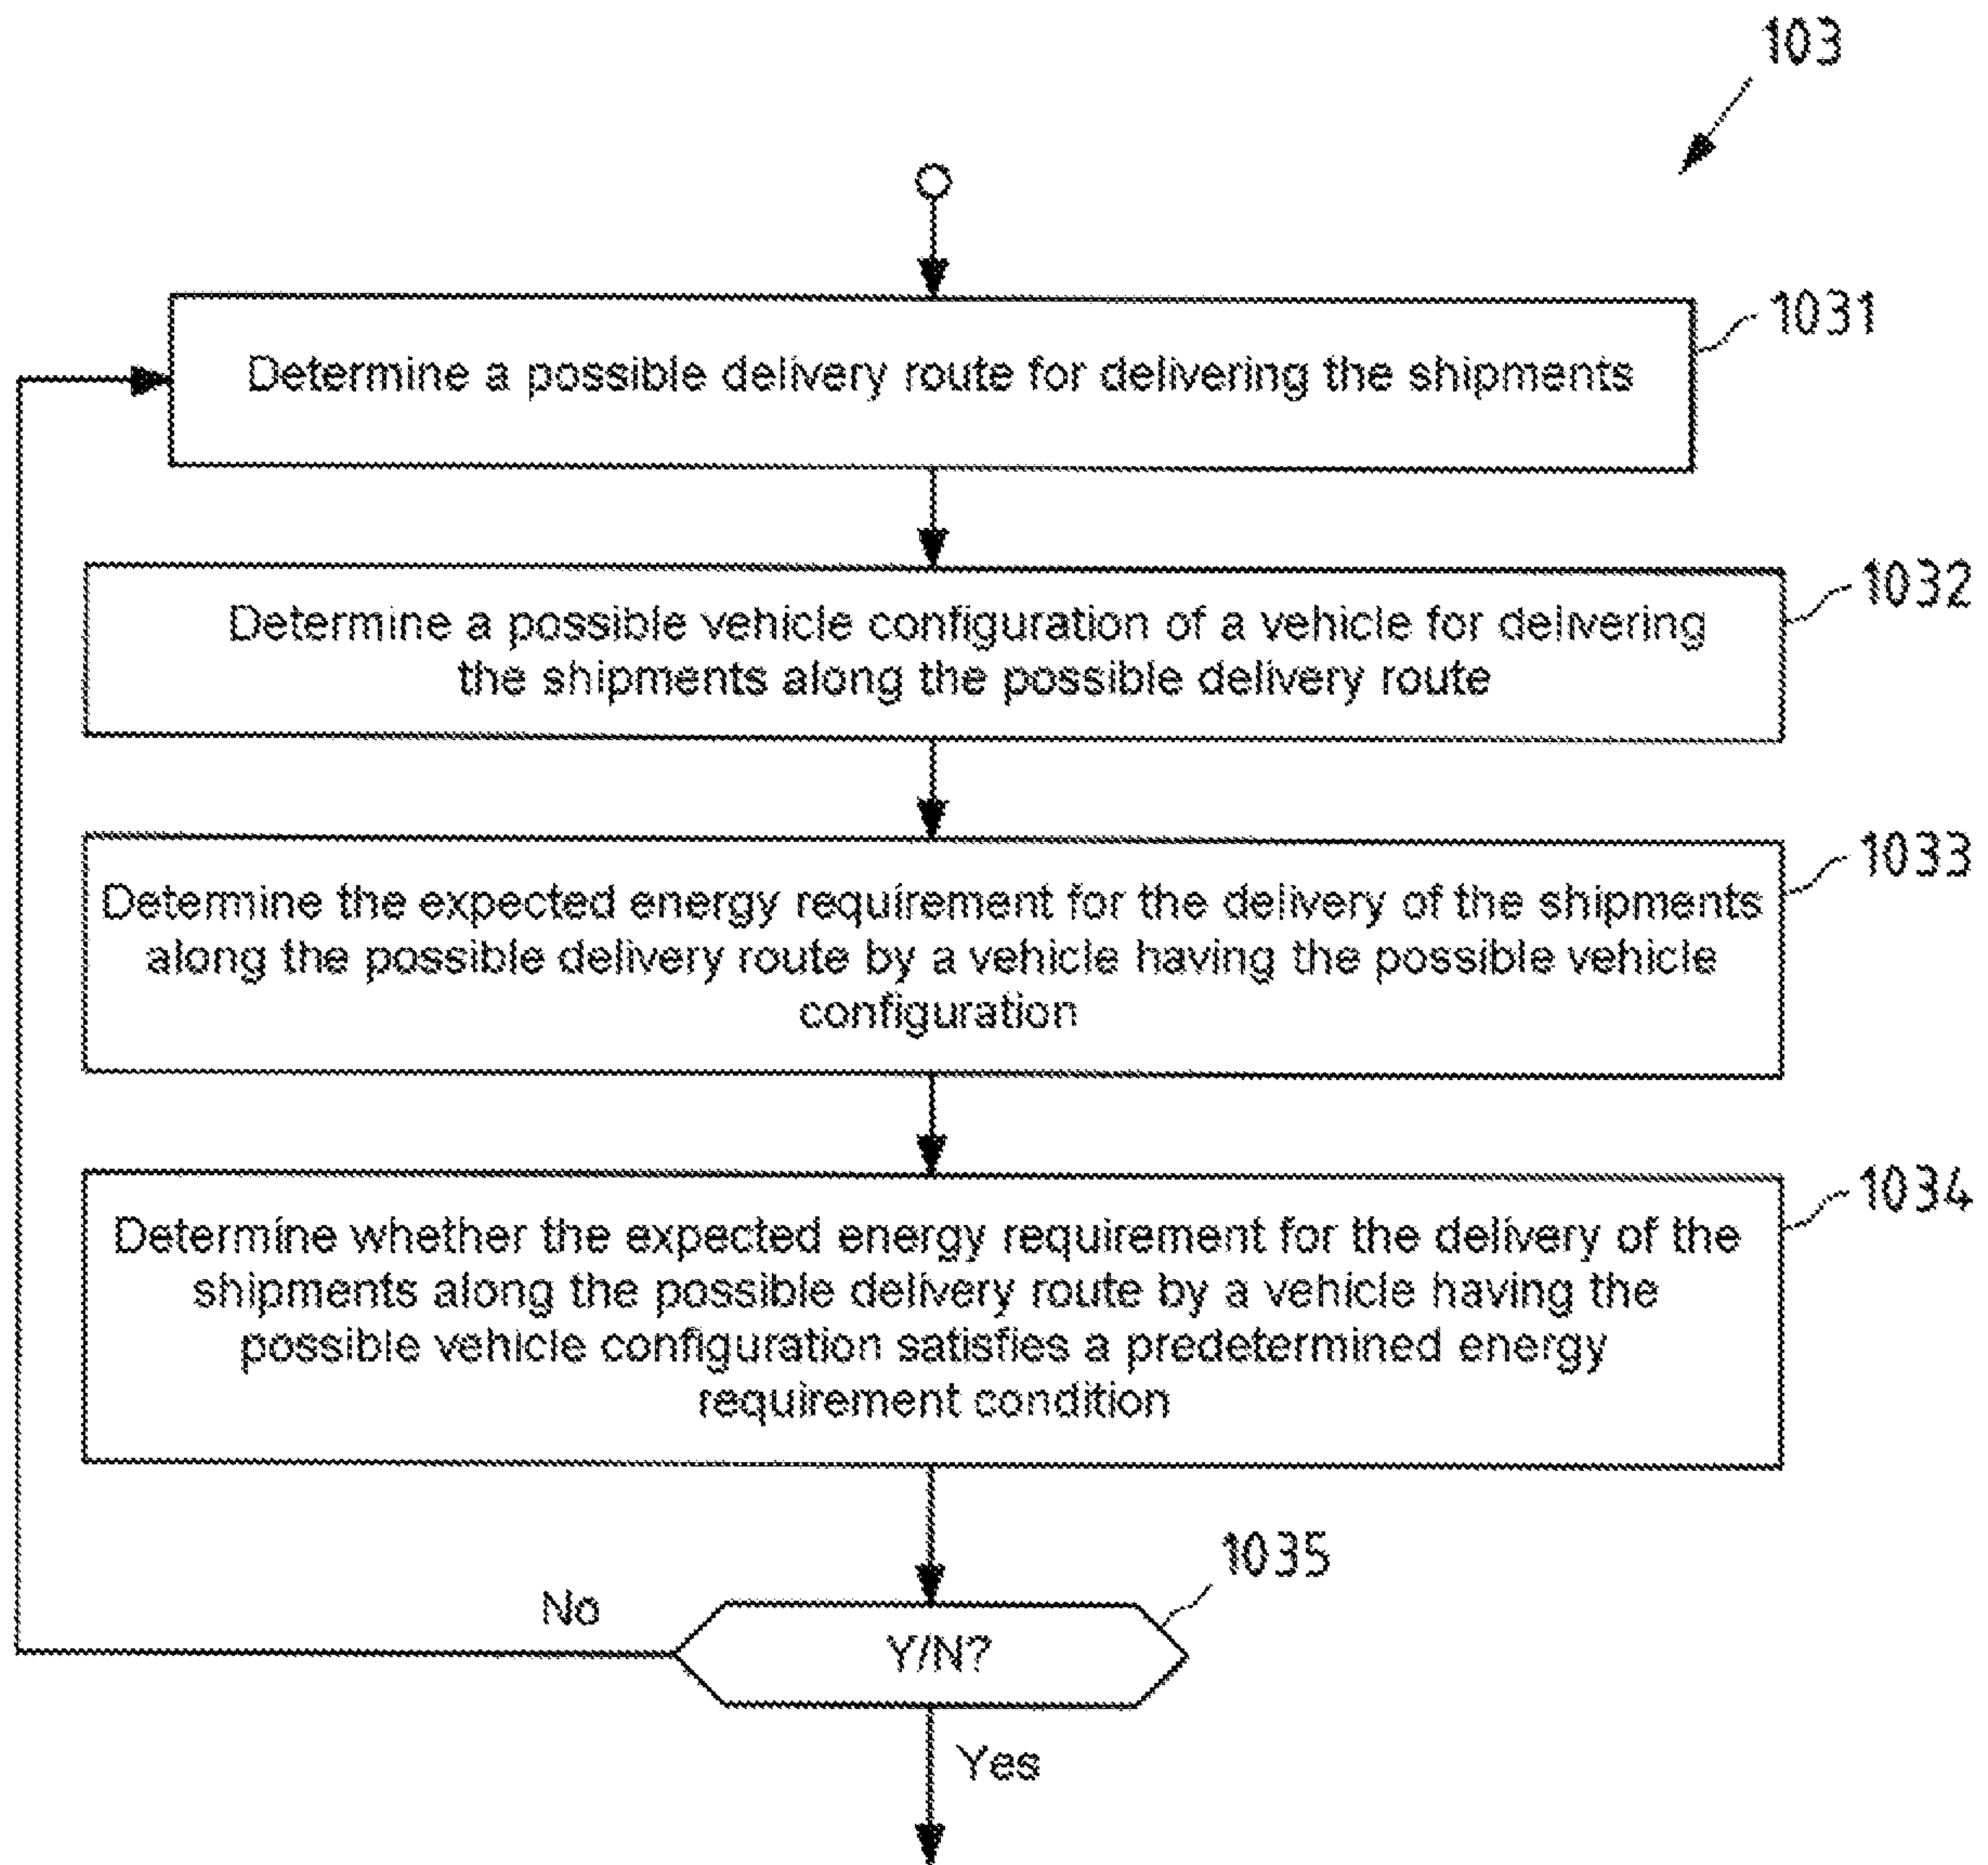 103
1031
Determine a possible delivery route for delivering the shipments
1032
Determine a possible vehicle configuration of a vehicle for delivering
the shipments along the possible delivery route
1033
Determine the expected energy requirement for the delivery of the shipments
along the possible delivery route by a vehicle having the possible vehicle
configuration
1034
Determine whether the expected energy requirement for the delivery of the
shipments along the possible delivery route by a vehicle having the
possible vehicle configuration satisfies a predetermined energy
requirement condition
1035
No
Y/N?
Yes